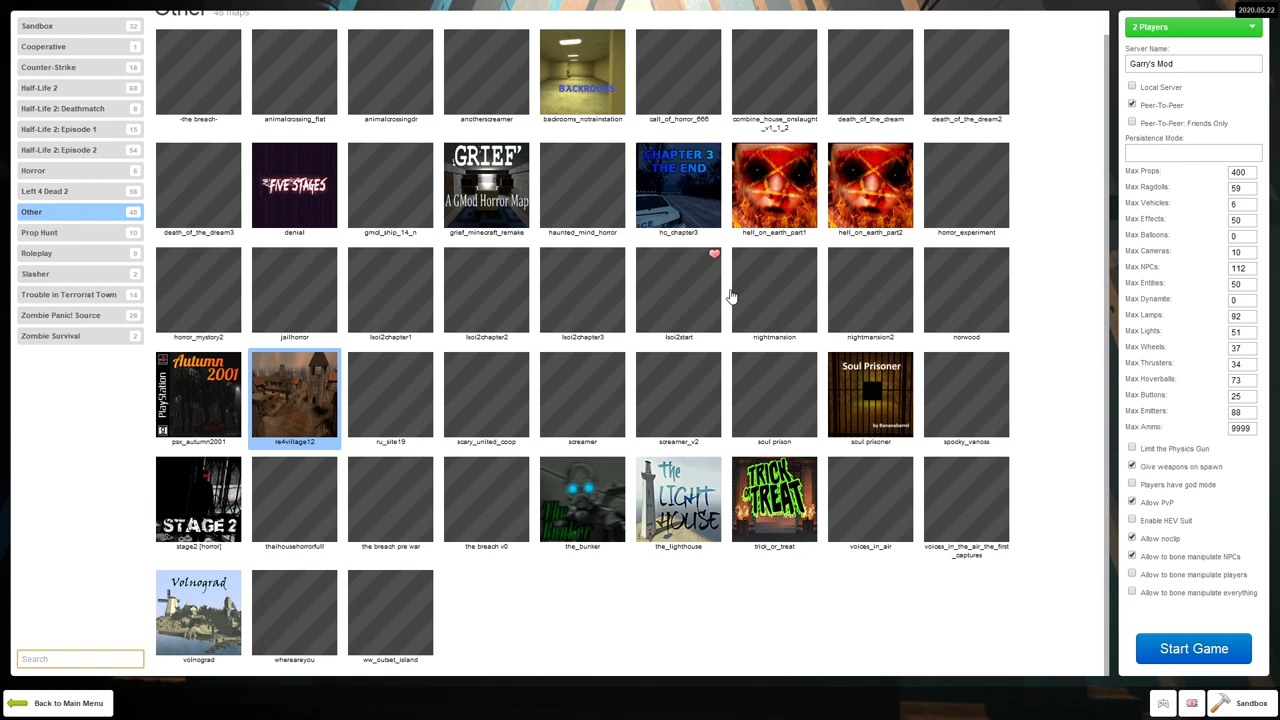 2020.05.22
Other 48 maps
Sandbox 32
Cooperative 1
Counter-Strike 18
Half-Life 2 68
Half-Life 2: Deathmatch 8
Half-Life 2: Episode 1 15
Half-Life 2: Episode 2 54
Horror 6
Left 4 Dead 2 58
Other 48
Prop Hunt 10
Roleplay 9
Slasher 2
Trouble in Terrorist Town 14
Zombie Panic! Source 28
Zombie Survival 2
Search
BACKROOMS
-the breach-
animalcrossing_flat
animalcrossingdr
anotherscreamer
backrooms_notrainstation
call_of_horror_666
combine_house_onslaught
_v1_1_2
death_of_the_dream
death_of_the_dream2
FIVE STAGES
GRIEF'
A GMod Horror Map
CHAPTER 3
THE END
death_of_the_dream3
denial
gmcl_ship_14_n
grief_minecraft_remake
haunted_mind_horror
hc_chapter3
hell_on_earth_part1
hell_on_earth_part2
horror_experiment
horror_mystory2
jailhorror
lsoi2chapter1
lsoi2chapter2
lsoi2chapter3
lsoi2start
nightmansion
nightmansion2
norwood
PlayStation
Autumn
2001
Soul Prisoner
by Bananabarrel
psx_autumn2001
re4village12
ru_site19
scary_united_coop
screamer
screamer_v2
soul prison
soul prisoner
spooky_vanoss
STAGE 2
The
Bunker
the
LIGHT
HOUSE
TRICK
OR
TREAT
stage2 [horror]
thaihousehorrorfull
the breach pre war
the breach v0
the_bunker
the_lighthouse
trick_or_treat
voices_in_air
voices_in_the_air_the_first
_captures
Volnograd
volnograd
whereareyou
ww_outset_island
2 Players
Server Name:
Garry's Mod
Local Server
Peer-To-Peer
Peer-To-Peer: Friends Only
Persistence Mode:
Max Props: 400
Max Ragdolls: 59
Max Vehicles: 6
Max Effects: 50
Max Balloons: 0
Max Cameras: 10
Max NPCs: 112
Max Entities: 50
Max Dynamite: 0
Max Lamps: 92
Max Lights: 51
Max Wheels: 37
Max Thrusters: 34
Max Hoverballs: 73
Max Buttons: 25
Max Emitters: 88
Max Ammo: 9999
Limit the Physics Gun
Give weapons on spawn
Players have god mode
Allow PvP
Enable HEV Suit
Allow noclip
Allow to bone manipulate NPCs
Allow to bone manipulate players
Allow to bone manipulate everything
Start Game
Back to Main Menu
Sandbox